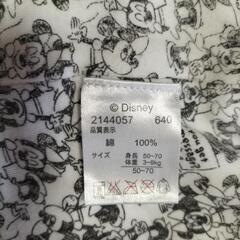 © Disney
2144057 640
品質表示
綿 100%
サイズ 身長 50~70
体重 3~9kg
50~70